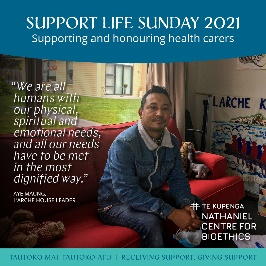 SUPPORT LIFE SUNDAY 2021
Supporting and honouring health carers
"We are all
humans with
our physical,
spiritual and
emotional needs,
and all our needs
have to be met
in the most
dignified way."
AYE MAUNG,
L'ARCHE HOUSE LEADER
LARCHE K
TE KUPENGA
NATHANIEL
CENTRE FOR
BIOETHICS
TAUTOKO MAI TAUTOKO ATU | RECEIVING SUPPORT, GIVING SUPPORT